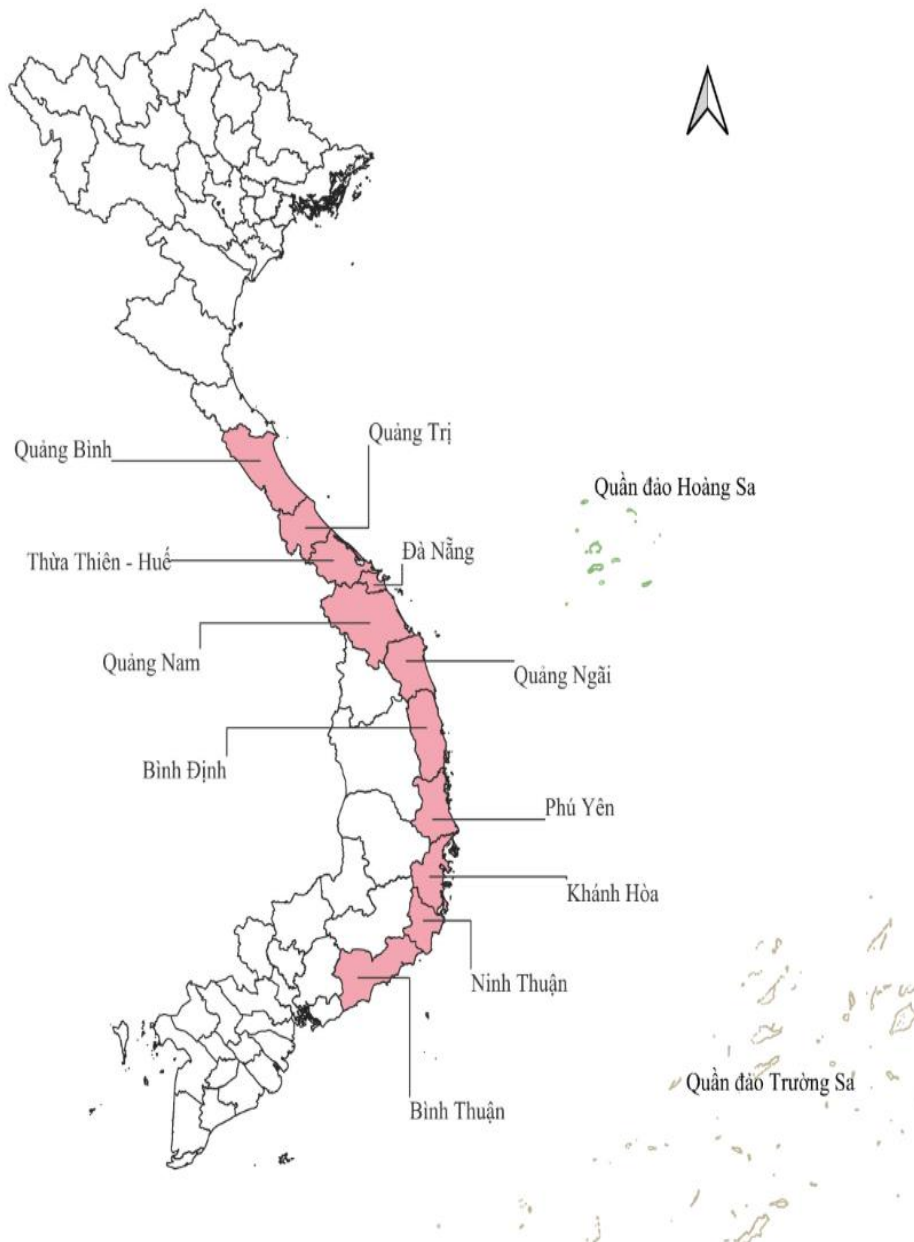 Quảng Trị
Quảng Bình
Quần đảo Hoàng Sa
Đà Nẵng
Thừa Thiên - Huế
Quảng Nam
Quảng Ngãi
Bình Định
Phú Yên
Khánh Hòa
Ninh Thuận
Quần đảo Trường Sa
Bình Thuận